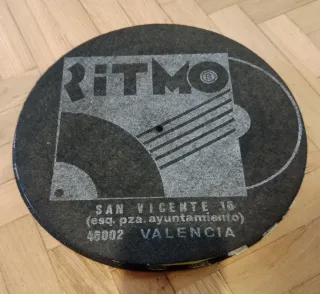 RiTMO
SAN VICENTE 16
(esq. pza. ayuntamiento)
46002 VALENCIA